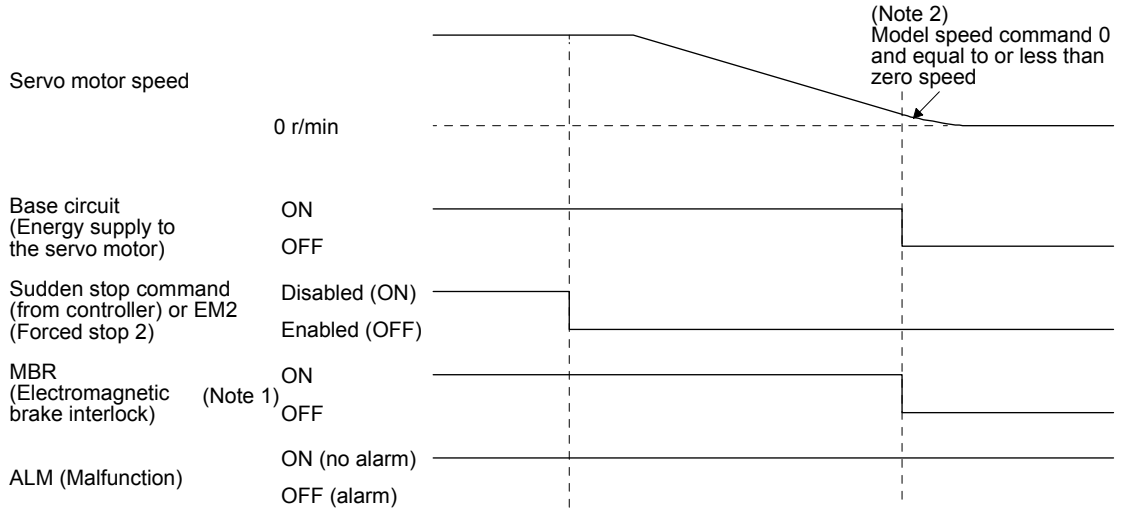 (Note 2)
Model speed command 0
and equal to or less than
zero speed
Servo motor speed
0 r/min
Base circuit
(Energy supply to
the servo motor)
ON
OFF
Sudden stop command
(from controller) or EM2
(Forced stop 2)
Disabled (ON)
Enabled (OFF)
MBR
(Electromagnetic
brake interlock)
(Note 1)
ON
OFF
ALM (Malfunction)
ON (no alarm)
OFF (alarm)